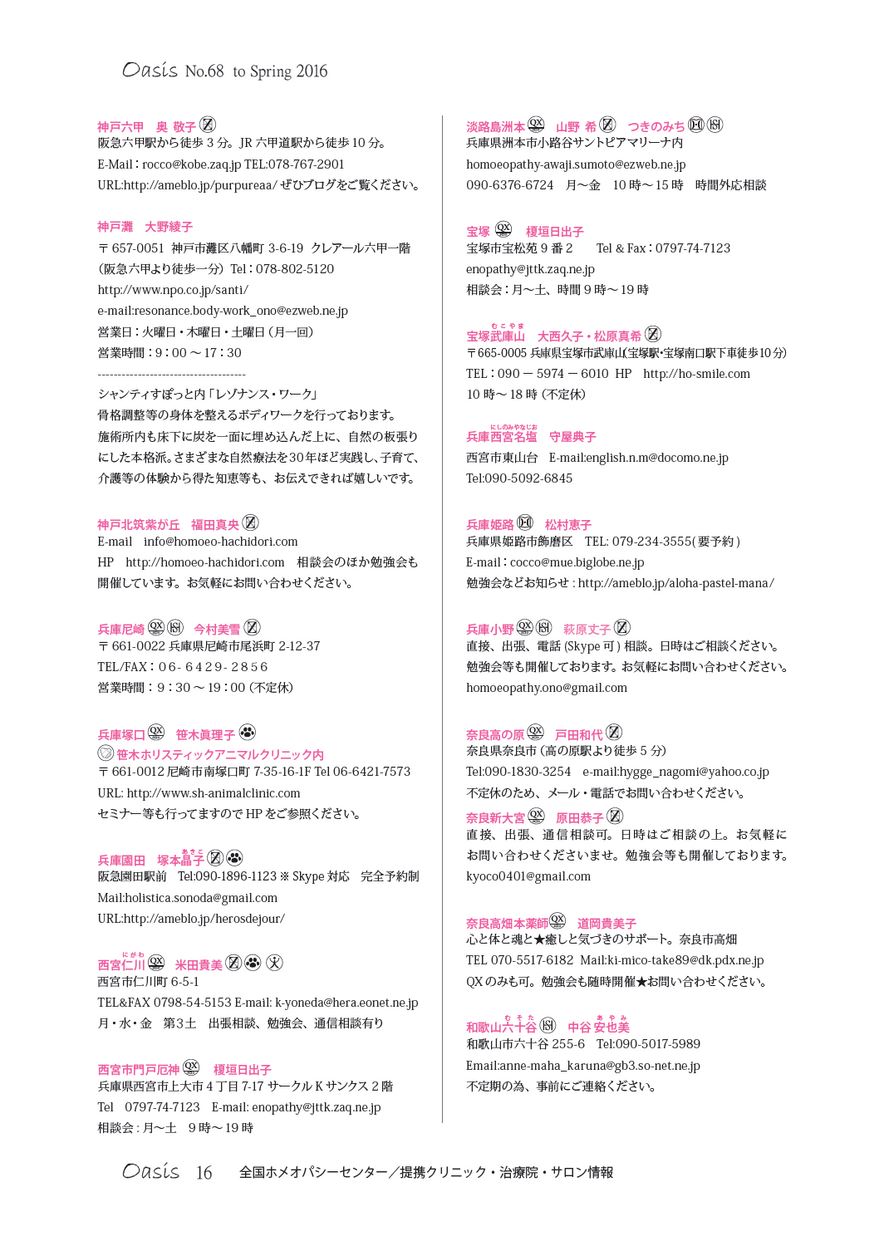 Oasis No.68 to Spring 2016
神戸六甲　奥 敬子
阪急六甲駅から徒歩 3 分。JR 六甲道駅から徒歩 10 分。
E-Mail：rocco@kobe.zaq.jp TEL:078-767-2901
URL:http://ameblo.jp/purpureaa/ ぜひブログをご覧ください。
神戸灘　大野綾子
〒 657-0051 神戸市灘区八幡町 3-6-19 クレアール六甲一階
（阪急六甲より徒歩一分）Tel：078-802-5120
http://www.npo.co.jp/santi/
e-mail:resonance.body-work_ono@ezweb.ne.jp
営業日：火曜日・木曜日・土曜日（月一回）
営業時間：9：00 ～ 17：30
-------------------------------------
シャンティすぽっと内「レゾナンス・ワーク」
骨格調整等の身体を整えるボディワークを行っております。
施術所内も床下に炭を一面に埋め込んだ上に、自然の板張り
にした本格派。さまざまな自然療法を30年ほど実践し、子育て、
介護等の体験から得た知恵等も、お伝えできれば嬉しいです。
神戸北筑紫が丘　福田真央
E-mail　info@homoeo-hachidori.com
HP　http://homoeo-hachidori.com　相談会のほか勉強会も
開催しています。お気軽にお問い合わせください。
兵庫尼崎 QX 今村美雪
〒 661-0022 兵庫県尼崎市尾浜町 2-12-37
TEL/FAX：０６- ６４２９- ２８５６
営業時間：９：30 ～ 19：00（不定休）
兵庫塚口 QX 笹木眞理子
笹木ホリスティックアニマルクリニック内
〒 661-0012 尼崎市南塚口町 7-35-16-1F Tel 06-6421-7573
URL: http://www.sh-animalclinic.com
セミナー等も行ってますので HP をご参照ください。
あきこ
兵庫園田　塚本晶子
阪急園田駅前　Tel:090-1896-1123 ※ Skype 対応　完全予約制
Mail:holistica.sonoda@gmail.com
URL:http://ameblo.jp/herosdejour/
にがわ
西宮仁川 QX 米田貴美
西宮市仁川町 6-5-1
TEL&FAX 0798-54-5153 E-mail: k-yoneda@hera.eonet.ne.jp
月・水・金　第３土　出張相談、勉強会、通信相談有り
西宮市門戸厄神 QX 榎垣日出子
兵庫県西宮市上大市 4 丁目 7-17 サークル K サンクス 2 階
Tel　0797-74-7123　E-mail: enopathy@jttk.zaq.ne.jp
相談会 : 月～土　9 時～ 19 時
淡路島洲本 QX 山野 希　つきのみち
兵庫県洲本市小路谷サントピアマリーナ内
homoeopathy-awaji.sumoto@ezweb.ne.jp
090-6376-6724　月～金　10 時～ 15 時　時間外応相談
宝塚 QX 榎垣日出子
宝塚市宝松苑 9 番 2　　Tel & Fax：0797-74-7123
enopathy@jttk.zaq.ne.jp
相談会：月～土、時間 9 時～ 19 時
むこやま
宝塚武庫山　大西久子・松原真希
〒665-0005 兵庫県宝塚市武庫山(宝塚駅・宝塚南口駅下車徒歩10分)
TEL：090 － 5974 － 6010 HP　http://ho-smile.com
10 時～ 18 時（不定休）
にしのみやなじお
兵庫西宮名塩　守屋典子
西宮市東山台　E-mail:english.n.m@docomo.ne.jp
Tel:090-5092-6845
兵庫姫路　松村恵子
兵庫県姫路市飾磨区　TEL: 079-234-3555( 要予約 )
E-mail：cocco@mue.biglobe.ne.jp
勉強会などお知らせ : http://ameblo.jp/aloha-pastel-mana/
兵庫小野 QX 萩原丈子
直接、出張、電話 (Skype 可 ) 相談。日時はご相談ください。
勉強会等も開催しております。お気軽にお問い合わせください。
homoeopathy.ono@gmail.com
奈良高の原 QX 戸田和代
奈良県奈良市（高の原駅より徒歩 5 分）
Tel:090-1830-3254　e-mail:hygge_nagomi@yahoo.co.jp
不定休のため、メール・電話でお問い合わせください。
奈良新大宮 QX 原田恭子
直接、出張、通信相談可。日時はご相談の上。お気軽に
お問い合わせくださいませ。勉強会等も開催しております。
kyoco0401@gmail.com
奈良高畑本薬師 QX 道岡貴美子
心と体と魂と★癒しと気づきのサポート。奈良市高畑
TEL 070-5517-6182 Mail:ki-mico-take89@dk.pdx.ne.jp
QX のみも可。勉強会も随時開催★お問い合わせください。
むそた　あやみ
和歌山六十谷　中谷 安也美
和歌山市六十谷 255-6　Tel:090-5017-5989
Email:anne-maha_karuna@gb3.so-net.ne.jp
不定期の為、事前にご連絡ください。
Oasis 16 全国ホメオパシーセンター／提携クリニック・治療院・サロン情報